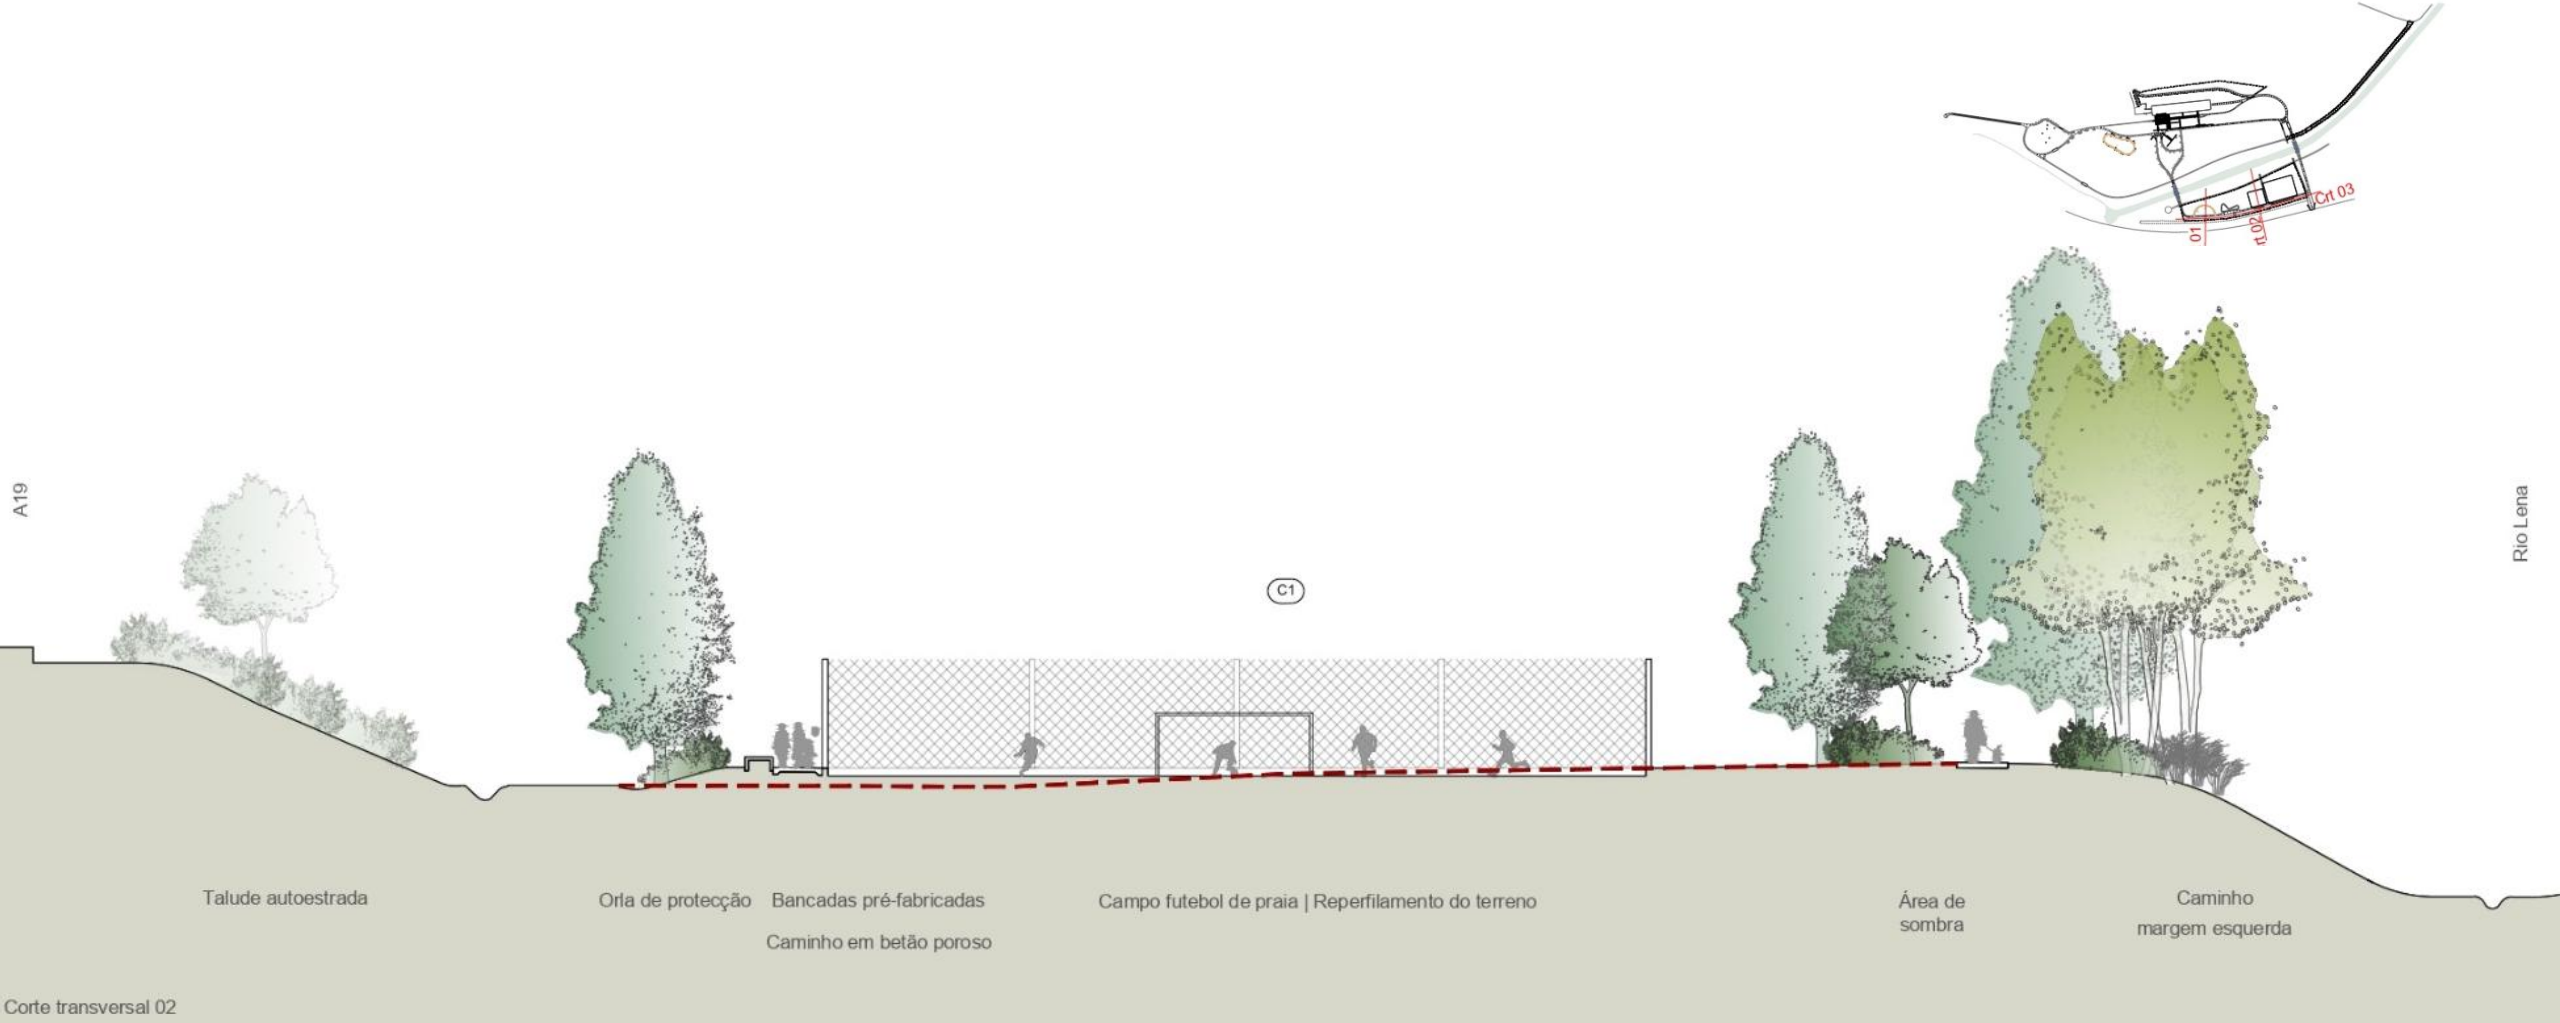 Crt 03
01
rt 02
A19
C1
Rio Lena
Talude autoestrada
Orla de protecção
Bancadas pré-fabricadas
Caminho em betão poroso
Campo futebol de praia | Reperfilamento do terreno
Área de
sombra
Caminho
margem esquerda
Corte transversal 02